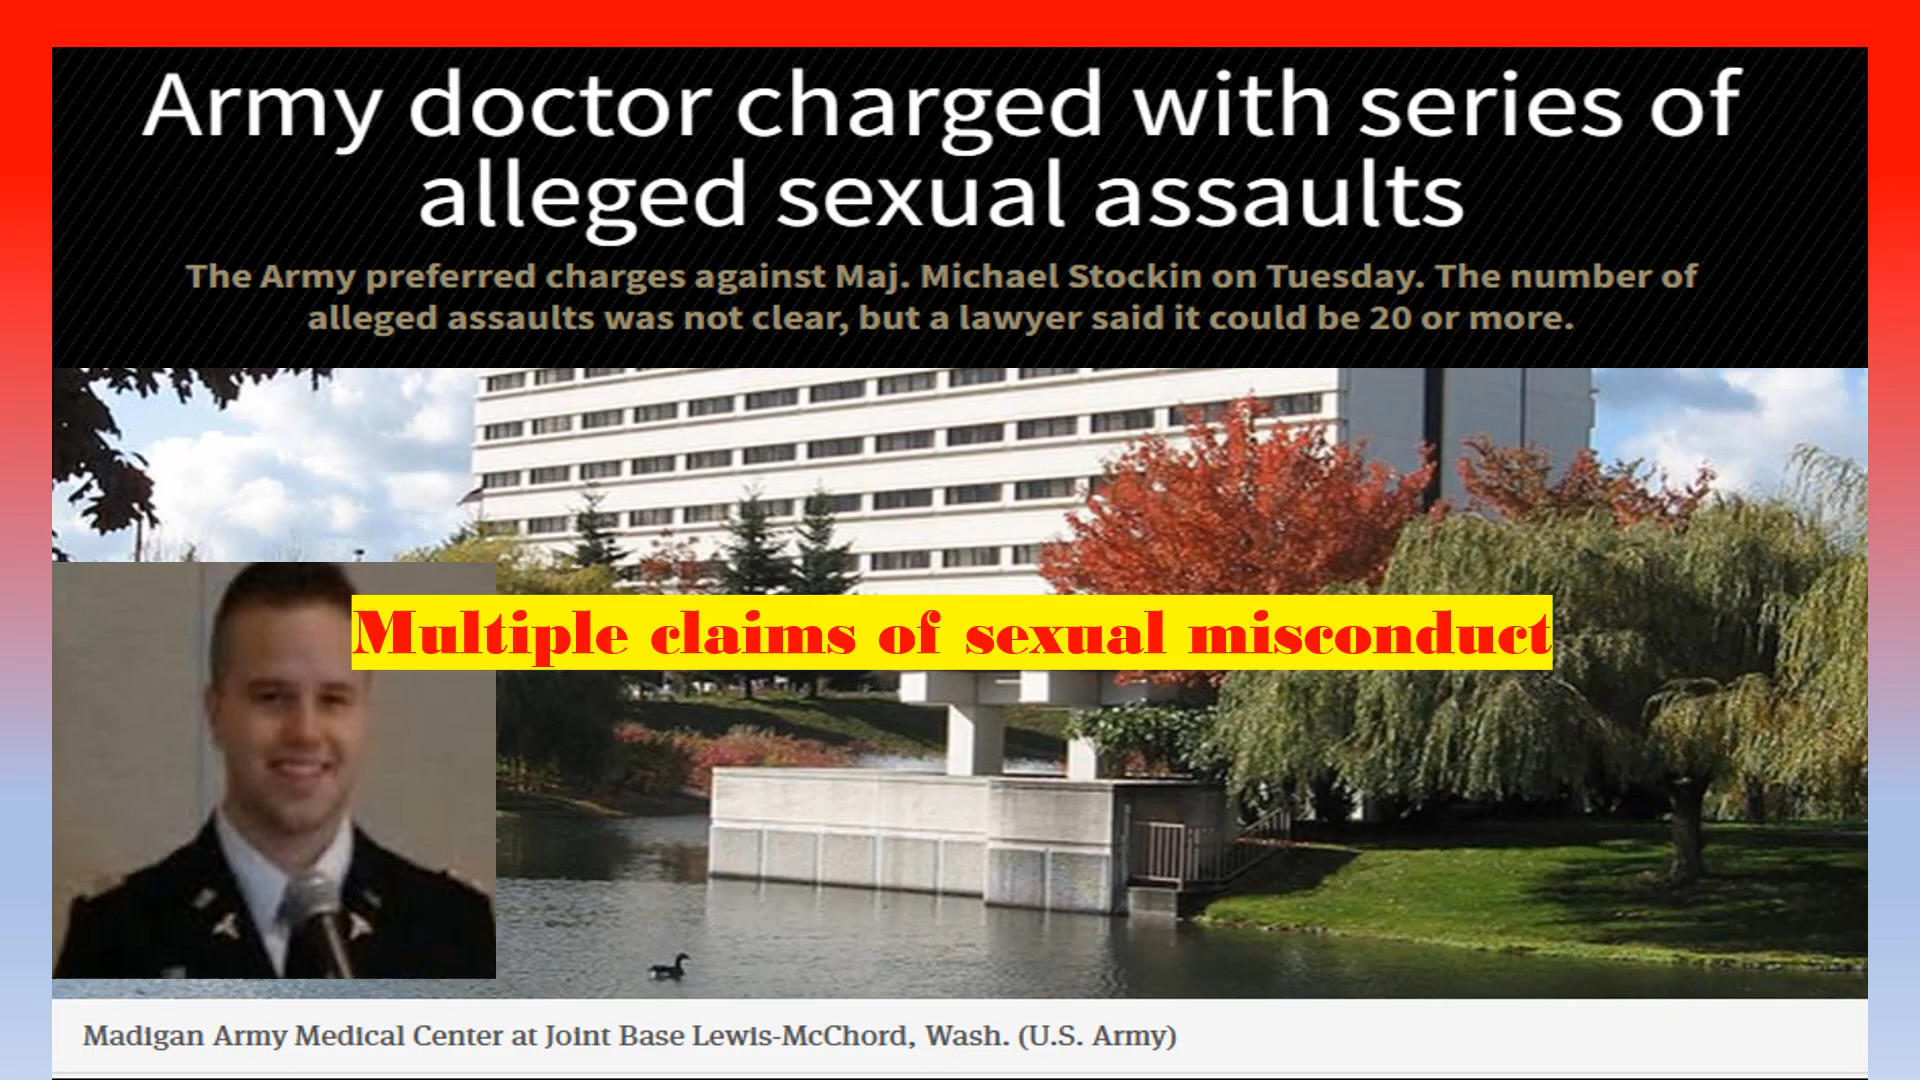 Army doctor charged with series of
alleged sexual assaults
The Army preferred charges against Maj. Michael Stockin on Tuesday. The number of
alleged assaults was not clear, but a lawyer said it could be 20 or more.
Multiple claims of sexual misconduct
Madigan Army Medical Center at Joint Base Lewis-McChord, Wash. (U.S. Army)